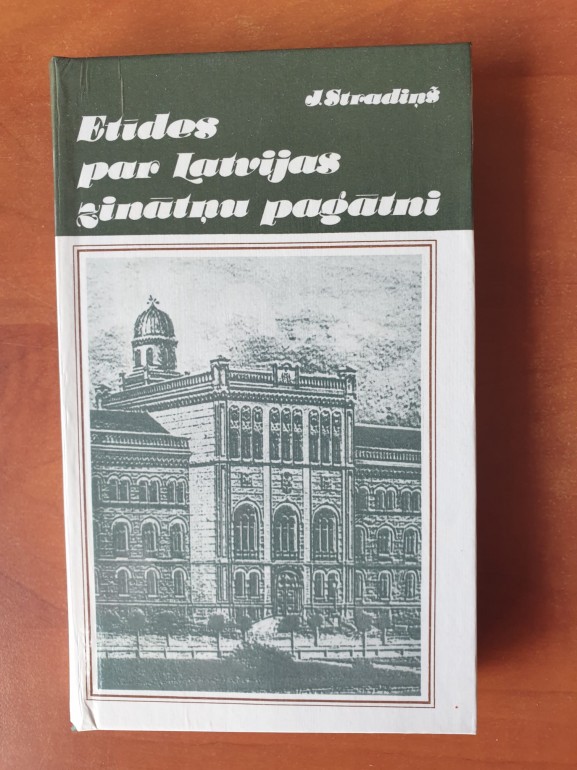 J. Stradiņš
Etīdes
par Latvijas
zinātņu pagātni